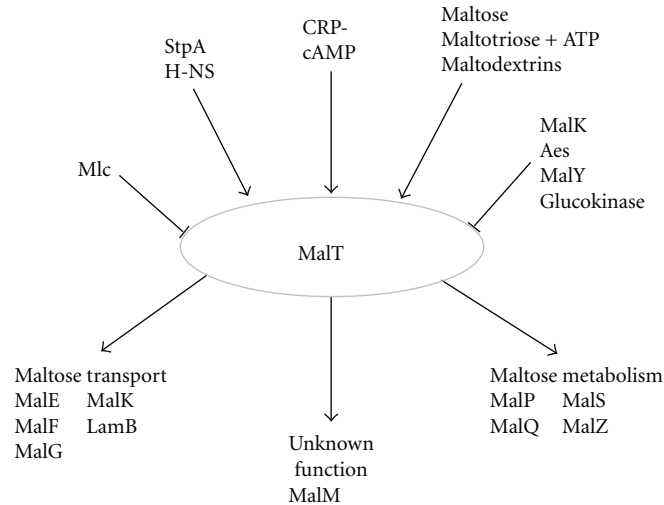 StpA
H-NS
CRP-
cAMP
Maltose
Maltotriose + ATP
Maltodextrins
Mlc
MalK
Aes
MalY
Glucokinase
MalT
Maltose transport
MalE MalK
MalF LamB
MalG
Unknown
function
MalM
Maltose metabolism
MalP MalS
MalQ MalZ